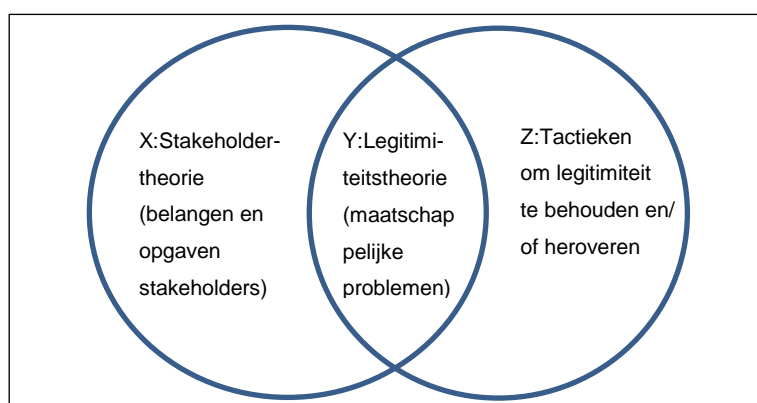 X:Stakeholder-
theorie
(belangen en
opgaven
stakeholders)
Y:Legitimi-
teitstheorie
(maatschap
pelijke
problemen)
Z:Tactieken
om legitimiteit
te behouden en/
of heroveren